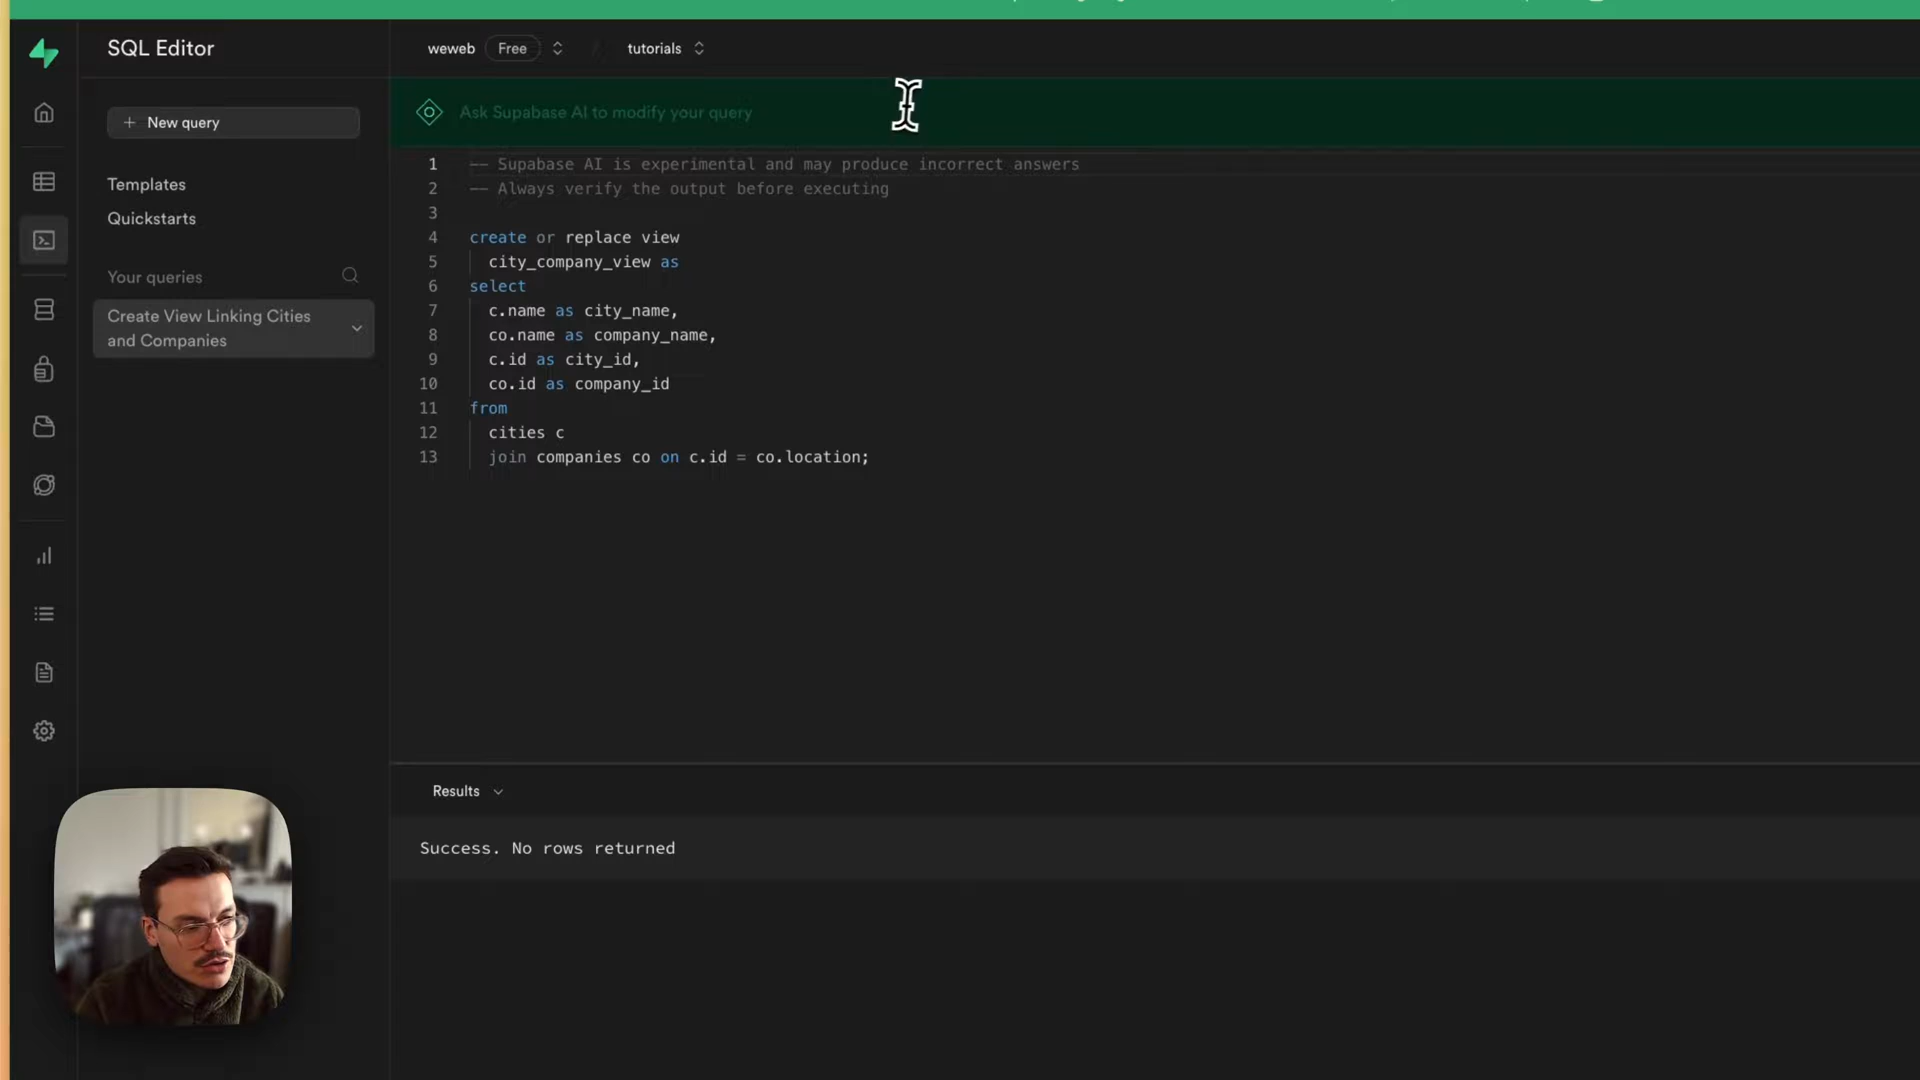 SQL Editor
weweb Free tutorials
+ New query
Templates
Quickstarts
Your queries
Create View Linking Cities
and Companies
Ask Supabase AI to modify your query
1 -- Supabase AI is experimental and may produce incorrect answers
2 -- Always verify the output before executing
3
4 create or replace view
5 city_company_view as
6 select
7 c.name as city_name,
8 co.name as company_name,
9 c.id as city_id,
10 co.id as company_id
11 from
12 cities c
13 join companies co on c.id = co.location;
Results
Success. No rows returned